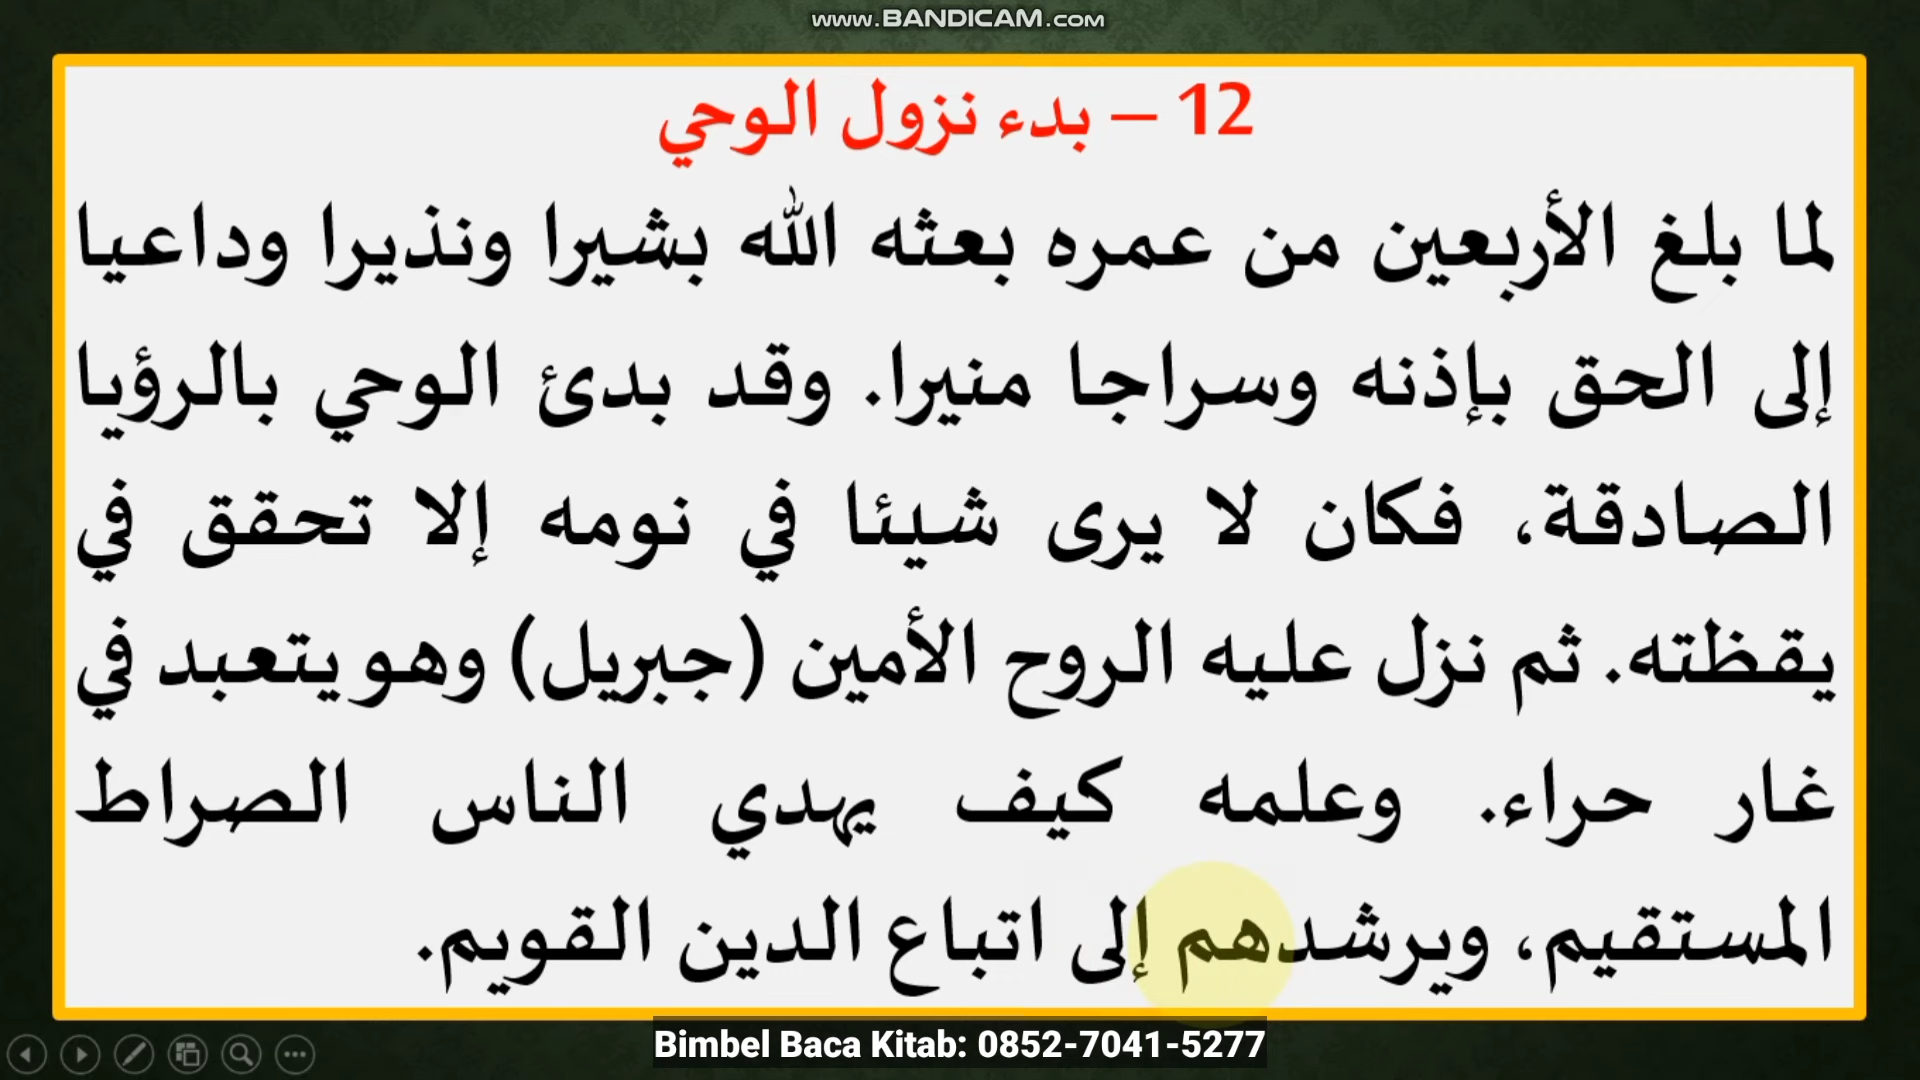 www.BANDICAM.com
12 – بدء نزول الوحي
لما بلغ الأربعين من عمره بعثه الله بشيرا ونذيرا وداعيا
إلى الحق بإذنه وسراجا منيرا. وقد بدئ الوحي بالرؤيا
الصادقة، فكان لا يرى شيئا في نومه إلا تحقق في
يقظته. ثم نزل عليه الروح الأمين (جبريل) وهو يتعبد في
غار حراء. وعلمه كيف يهدي الناس الصراط
المستقيم، ويرشدهم إلى اتباع الدين القويم.
Bimbel Baca Kitab: 0852-7041-5277